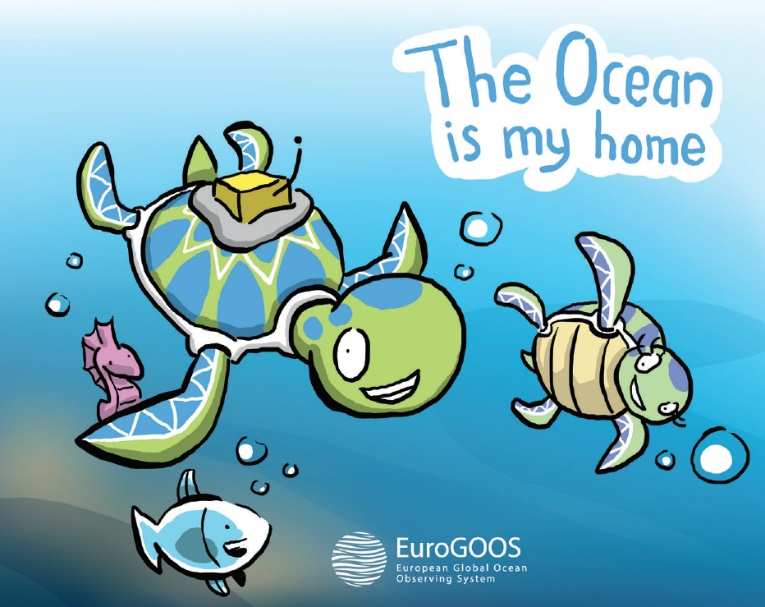 The Ocean
is my home
EuroGOOS
European Global Ocean
Observing System